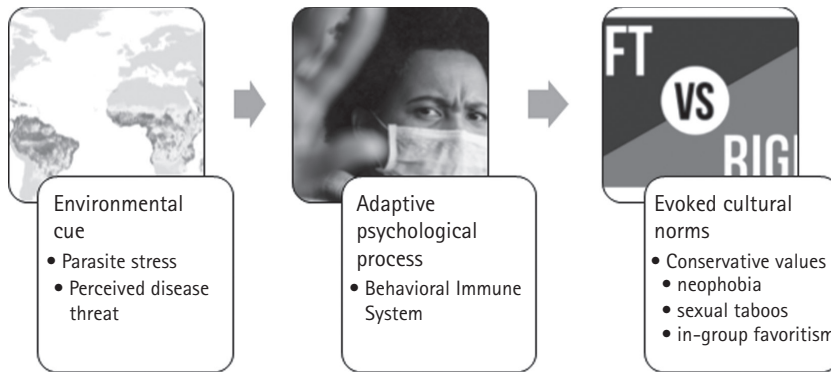 FT
VS
RIGI
Environmental
cue
• Parasite stress
• Perceived disease
threat
Adaptive
psychological
process
• Behavioral Immune
System
Evoked cultural
norms
• Conservative values
• neophobia
• sexual taboos
• in-group favoritism